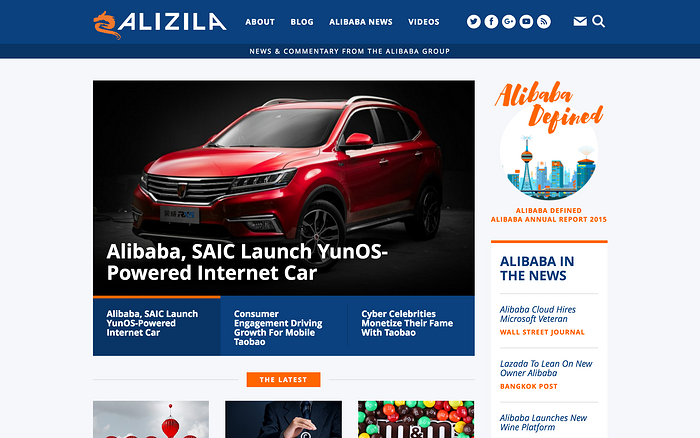 ALIZILA
ABOUT
BLOG
ALIBABA NEWS
VIDEOS
NEWS & COMMENTARY FROM THE ALIBABA GROUP
Alibaba, SAIC Launch YunOS-
Powered Internet Car
Alibaba, SAIC Launch
YunOS-Powered
Internet Car
Consumer
Engagement Driving
Growth For Mobile
Taobao
Cyber Celebrities
Monetize Their Fame
With Taobao
THE LATEST
m&m
Alibaba
Defined
ALIBABA DEFINED
ALIBABA ANNUAL REPORT 2015
ALIBABA IN
THE NEWS
Alibaba Cloud Hires
Microsoft Veteran
WALL STREET JOURNAL
Lazada To Lean On New
Owner Alibaba
BANGKOK POST
Alibaba Launches New
Wine Platform